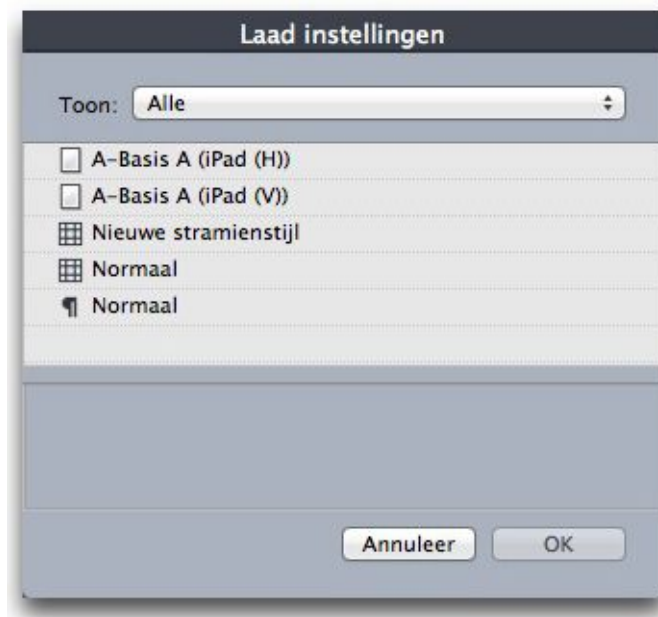 Laad instellingen
Toon: Alle
A-Basis A (iPad (H))
A-Basis A (iPad (V))
Nieuwe stramienstijl
Normaal
¶ Normaal
Annuleer OK